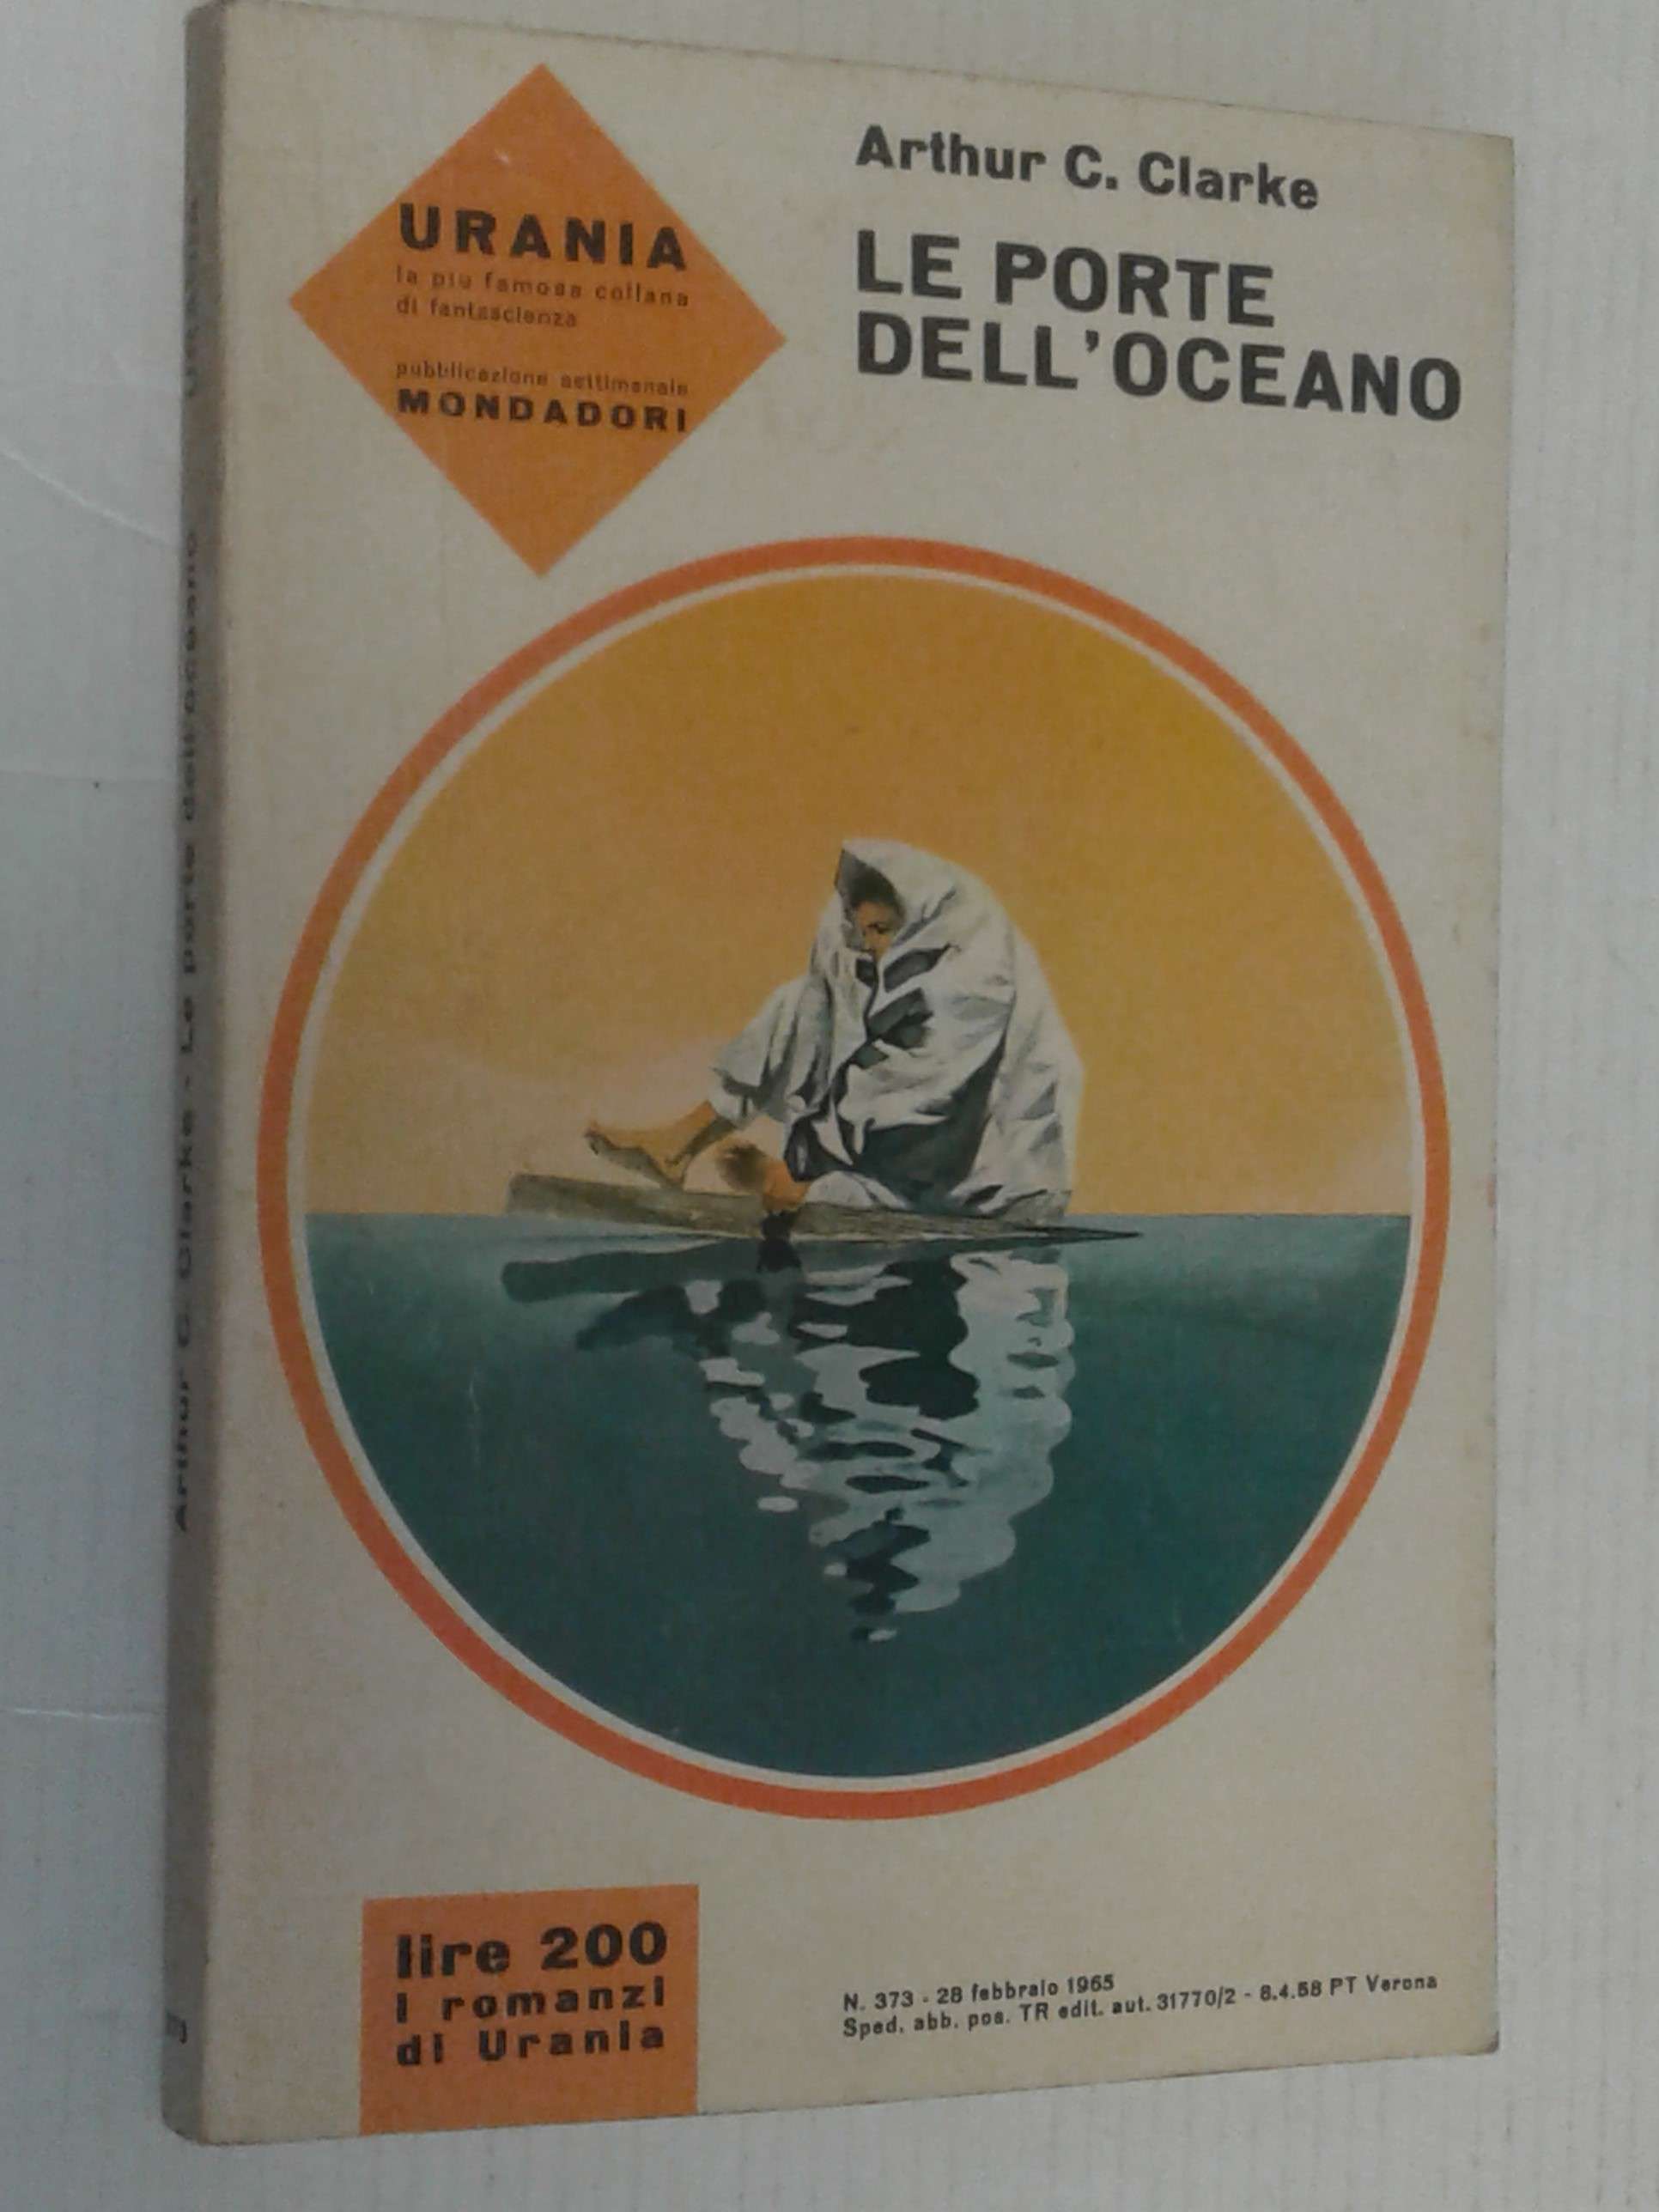 URANIA
la più famosa collana
di fantascienza
pubblicazione settimanale
MONDADORI
Arthur C. Clarke
LE PORTE
DELL'OCEANO
lire 200
I romanzi
di Urania
N. 373 - 28 febbraio 1965
Sped. abb. pos. TR edit. aut. 31770/2 - 8.4.58 PT Verona
Arthur C. Clarke - Le porte dell'oceano
373